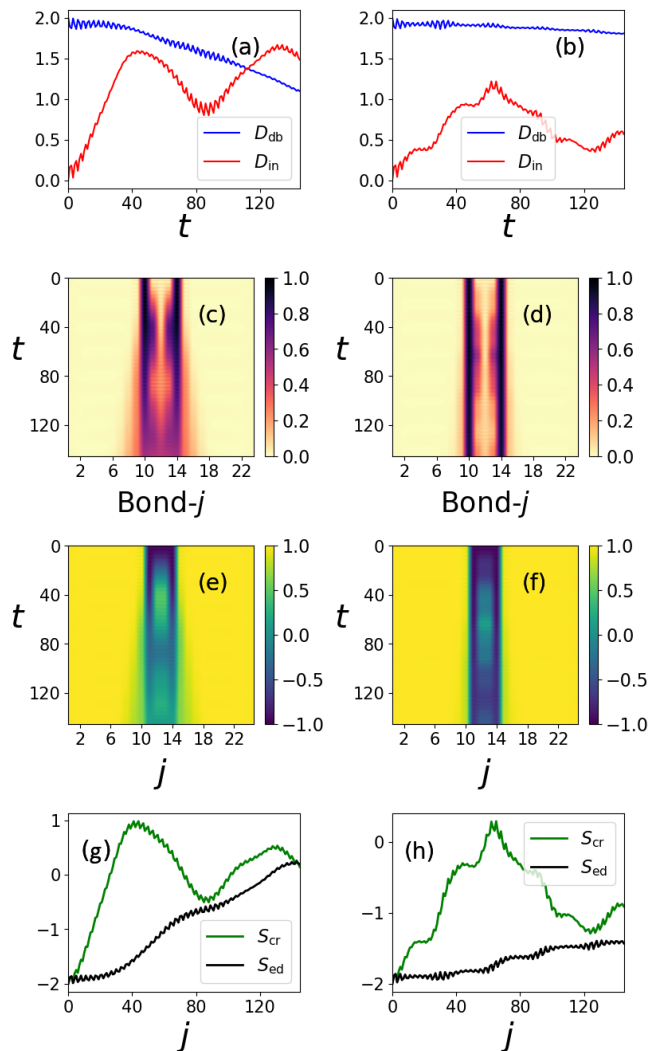 (a) (b)
2.0 2.0
1.5 1.5
1.0 1.0
0.5 0.5
0.0 0.0
D_db D_db
D_in D_in
0 40 80 120 0 40 80 120
t t
(c) (d)
t t
0 0
40 40
80 80
120 120
1.0 1.0
0.8 0.8
0.6 0.6
0.4 0.4
0.2 0.2
0.0 0.0
2 6 10 14 18 22 2 6 10 14 18 22
Bond-j Bond-j
(e) (f)
t t
0 0
40 40
80 80
120 120
1.0 1.0
0.5 0.5
0.0 0.0
−0.5 −0.5
−1.0 −1.0
2 6 10 14 18 22 2 6 10 14 18 22
j j
(g) (h)
1
0 0
−1 −1
−2 −2
S_cr S_cr
S_ed S_ed
0 40 80 120 0 40 80 120
j j